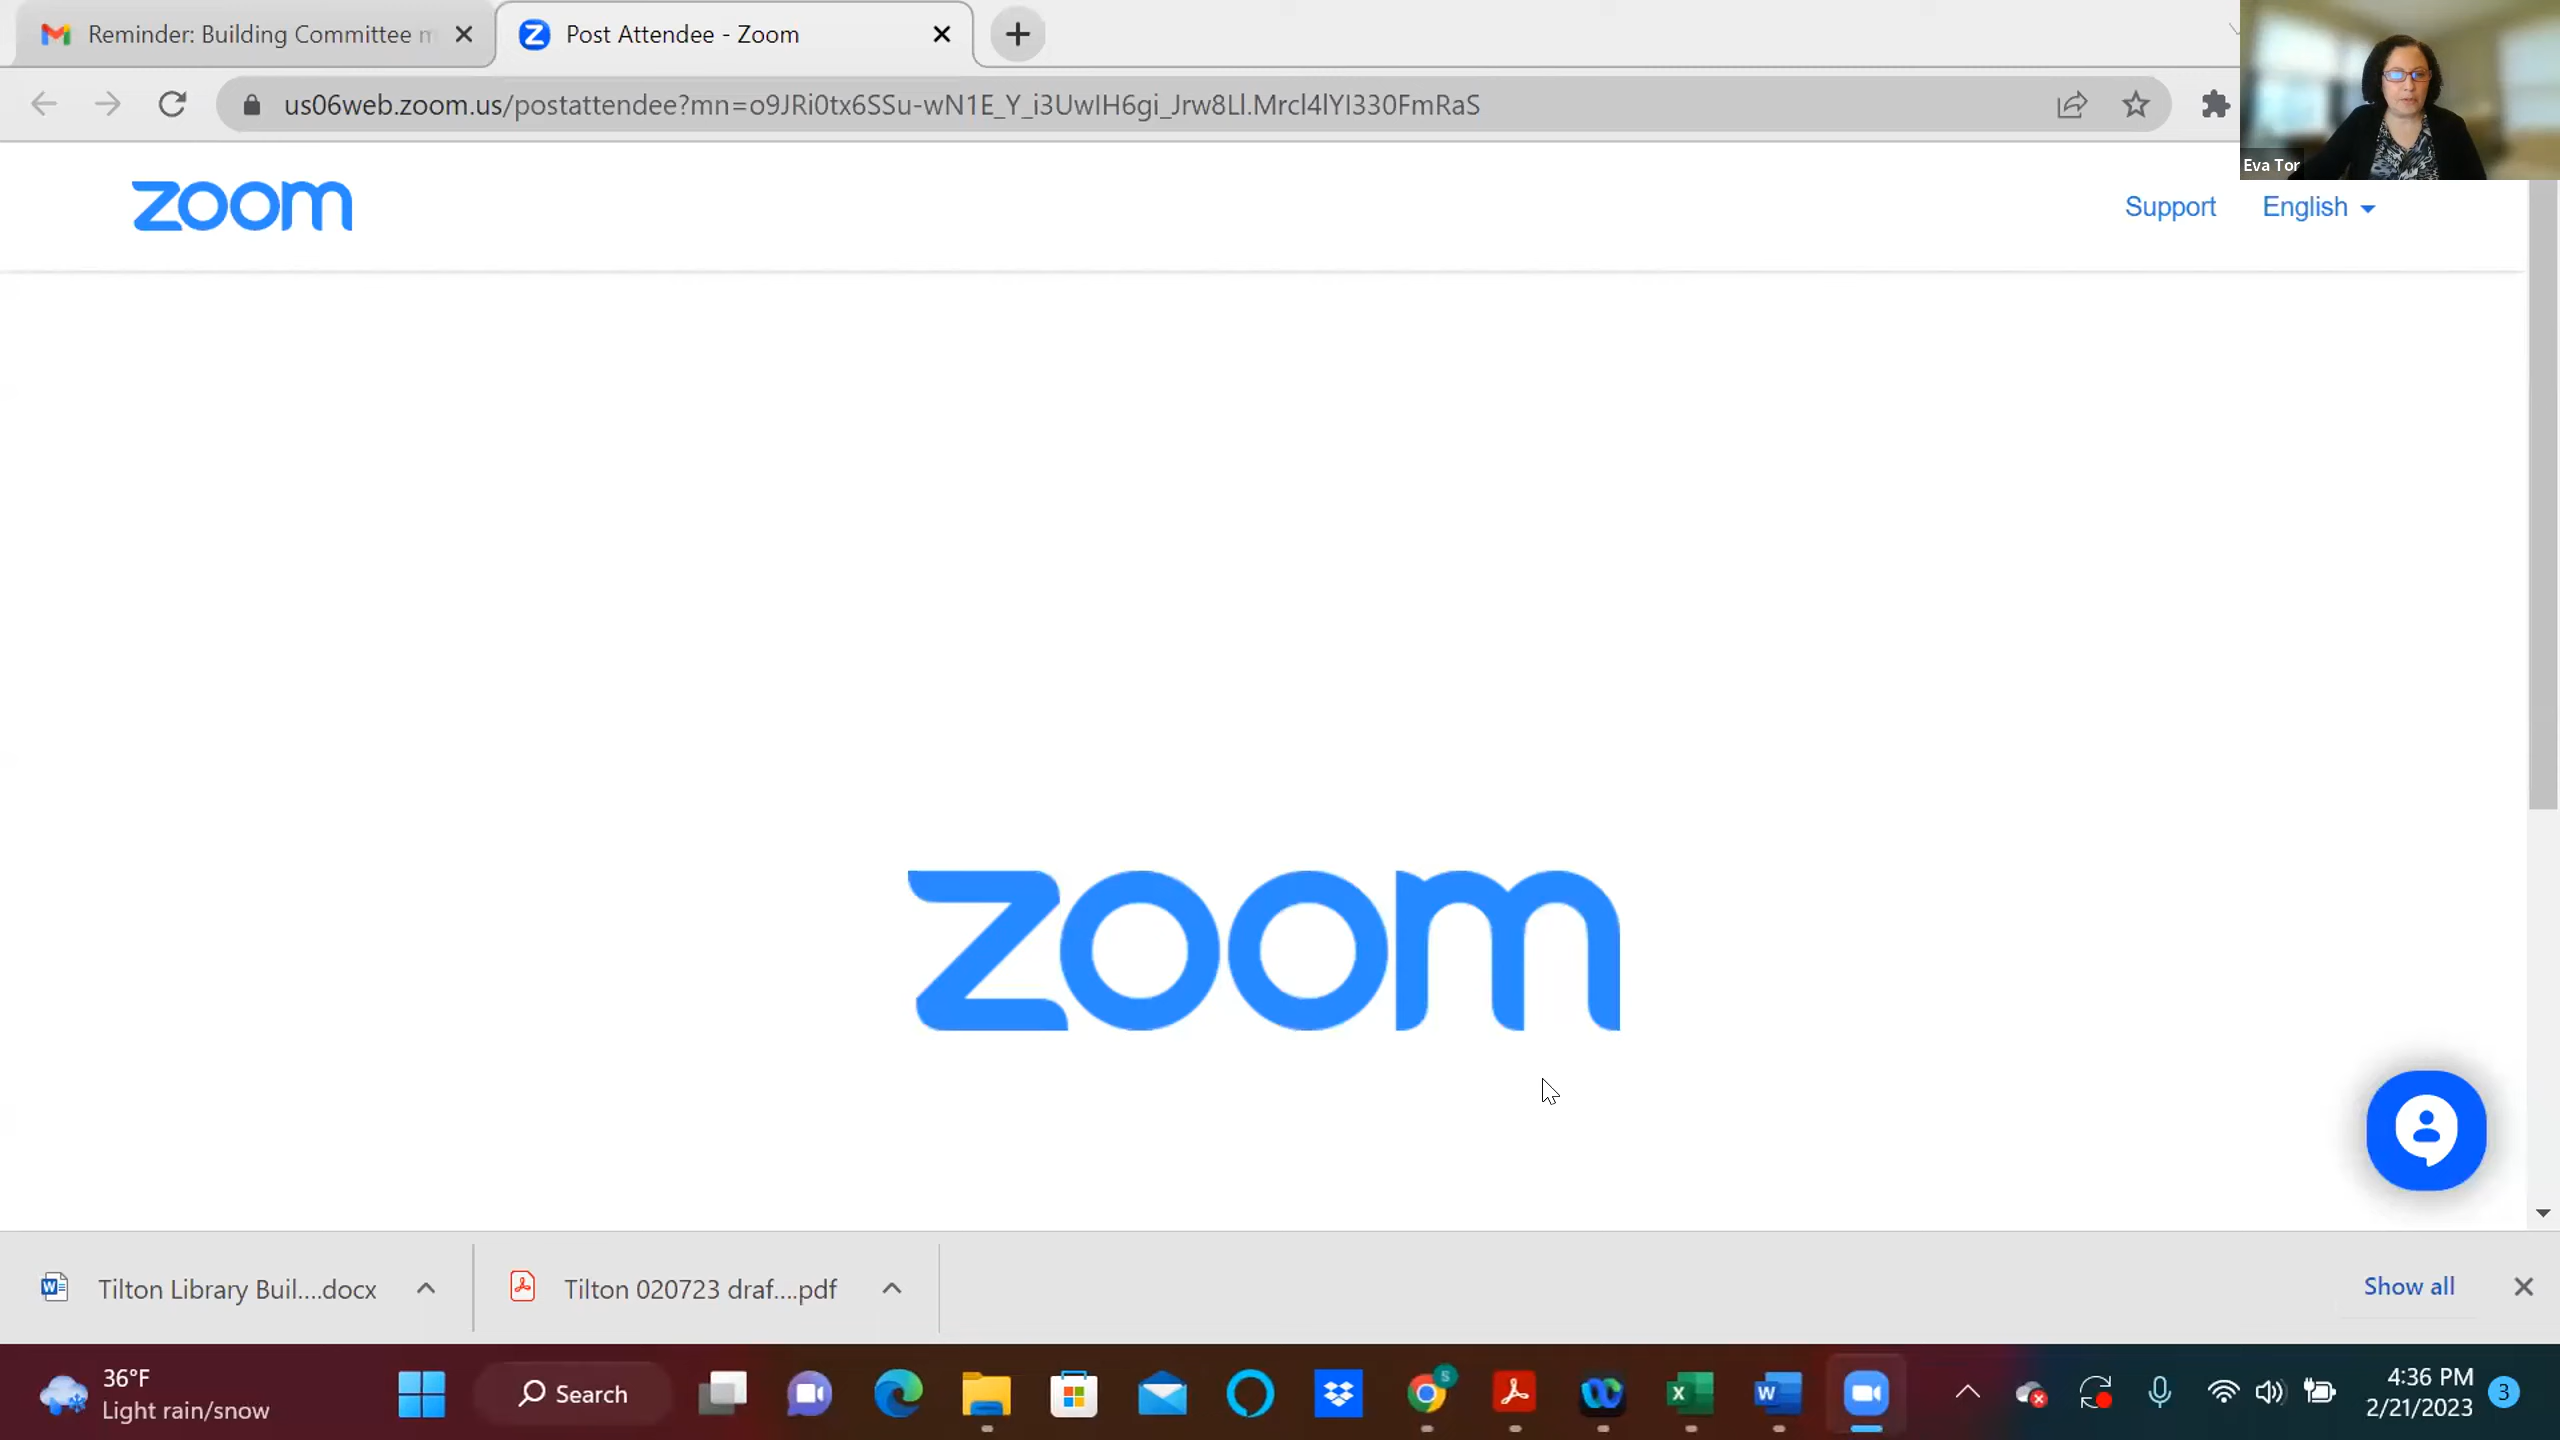 Reminder: Building Committee m
Post Attendee - Zoom
us06web.zoom.us/postattendee?mn=o9JRi0tx6SSu-wN1E_Y_i3UwIH6gi_Jrw8Ll.Mrcl4lYI330FmRaS
Eva Tor
zoom
Support
English
zoom
Tilton Library Buil....docx
Tilton 020723 draf....pdf
Show all
36°F
Light rain/snow
Search
S
4:36 PM
2/21/2023
3